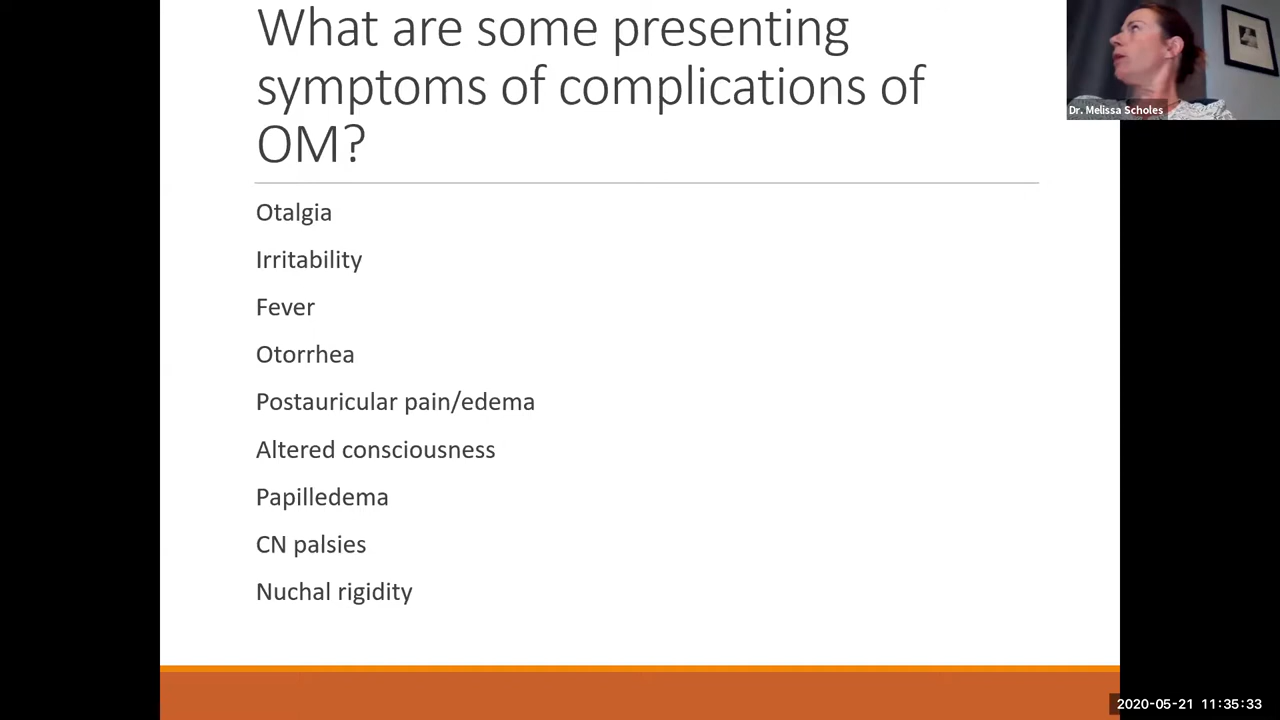 What are some presenting
symptoms of complications of
OM?
Dr. Melissa Scholes
Otalgia
Irritability
Fever
Otorrhea
Postauricular pain/edema
Altered consciousness
Papilledema
CN palsies
Nuchal rigidity
2020-05-21 11:35:33